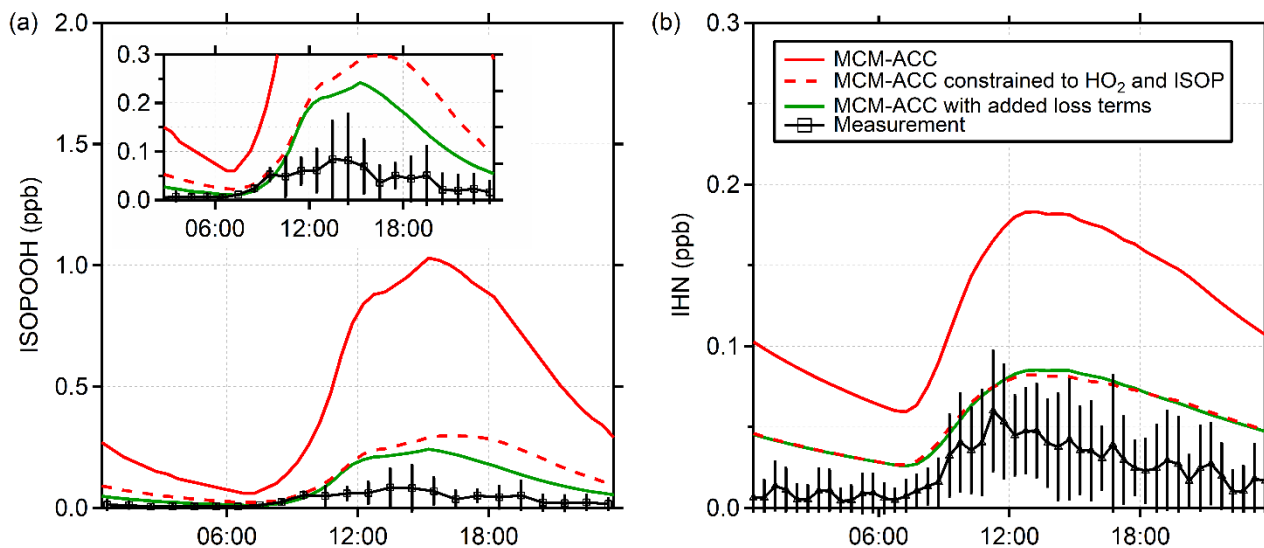 (a)
2.0
1.5
1.0
0.5
0.0
ISOPOOH (ppb)
0.3
0.2
0.1
0.0
06:00 12:00 18:00
06:00 12:00 18:00
(b)
0.3
0.2
0.1
0.0
IHN (ppb)
MCM-ACC
MCM-ACC constrained to HO₂ and ISOP
MCM-ACC with added loss terms
Measurement
06:00 12:00 18:00